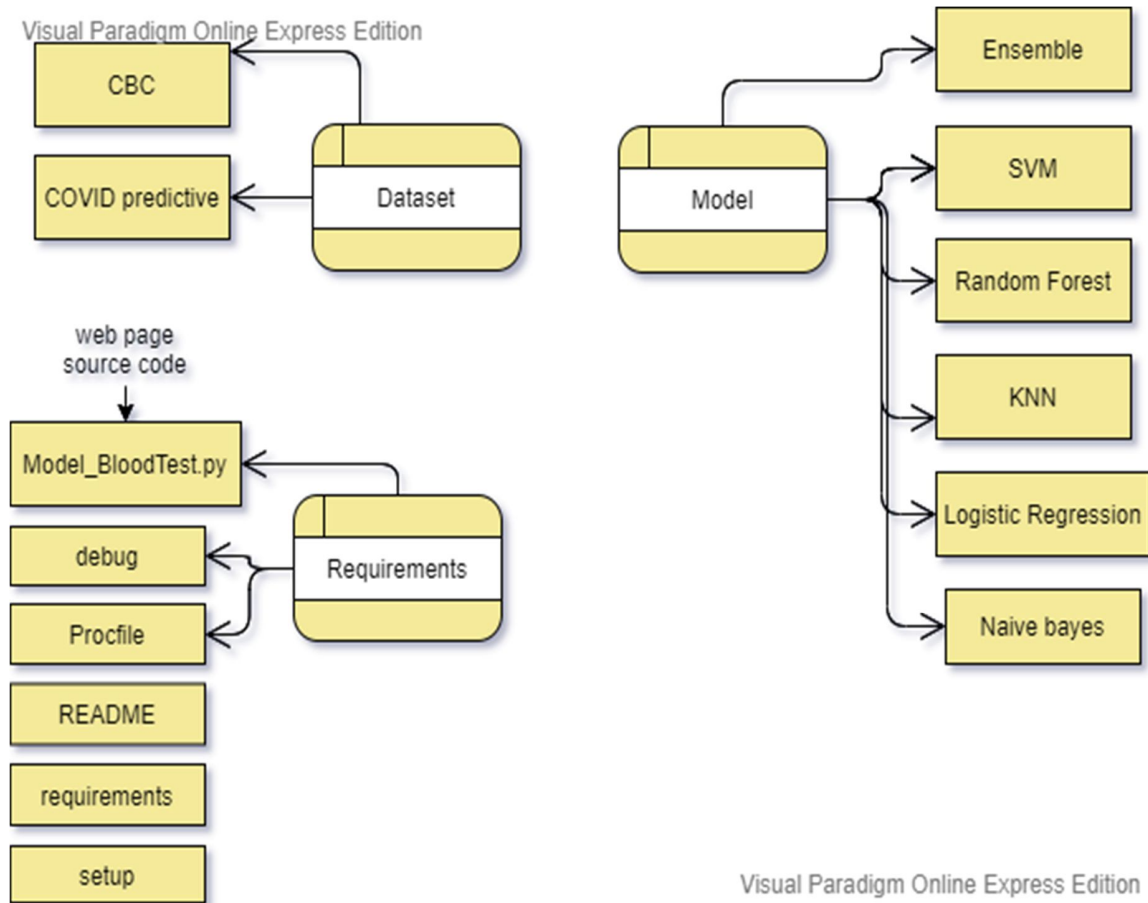 Visual Paradigm Online Express Edition
CBC
COVID predictive
Dataset
Model
Ensemble
SVM
Random Forest
KNN
Logistic Regression
Naive bayes
web page
source code
Model_BloodTest.py
debug
Procfile
README
requirements
setup
Requirements
Visual Paradigm Online Express Edition